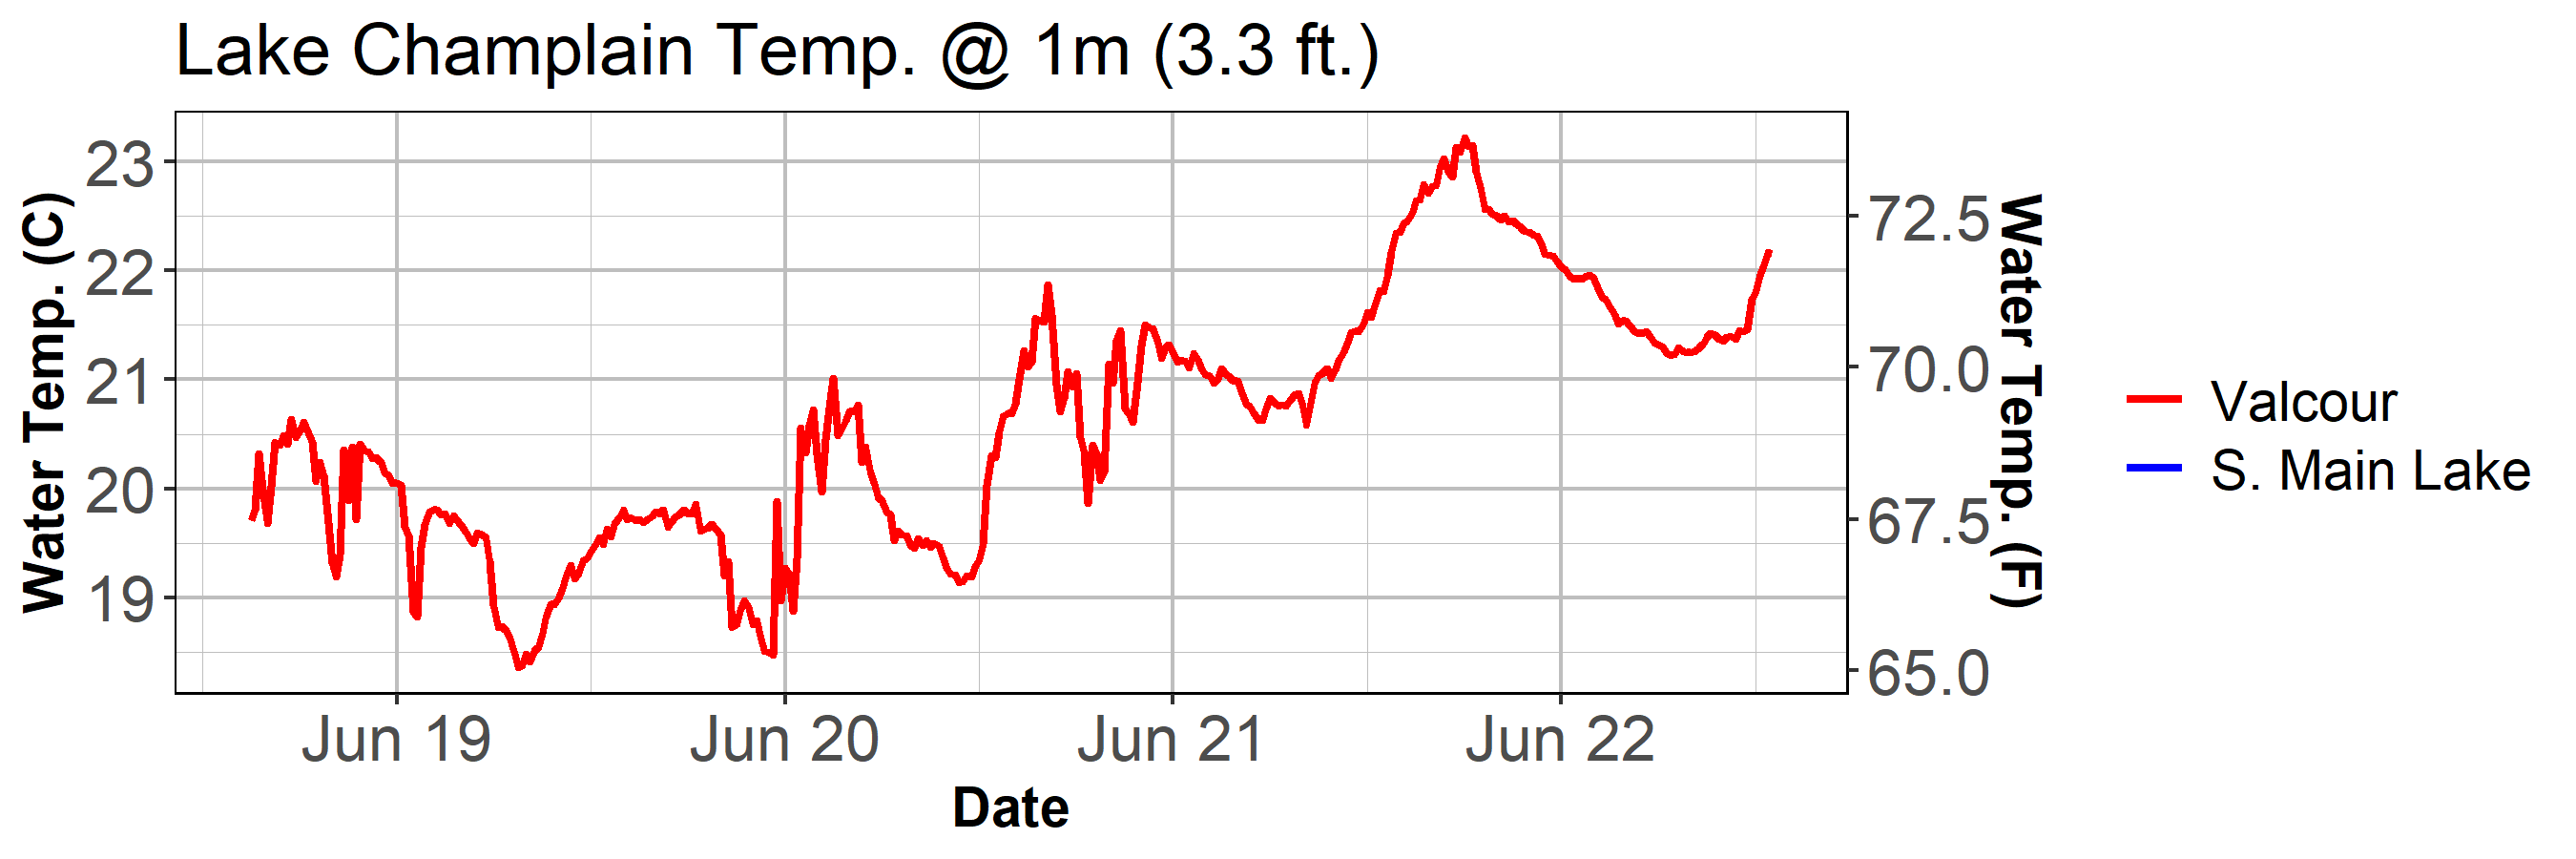 Lake Champlain Temp. @ 1m (3.3 ft.)
Water Temp. (C)
23
22
21
20
19
72.5
70.0
67.5
65.0
Water Temp. (F)
Jun 19 Jun 20 Jun 21 Jun 22
Date
Valcour
S. Main Lake